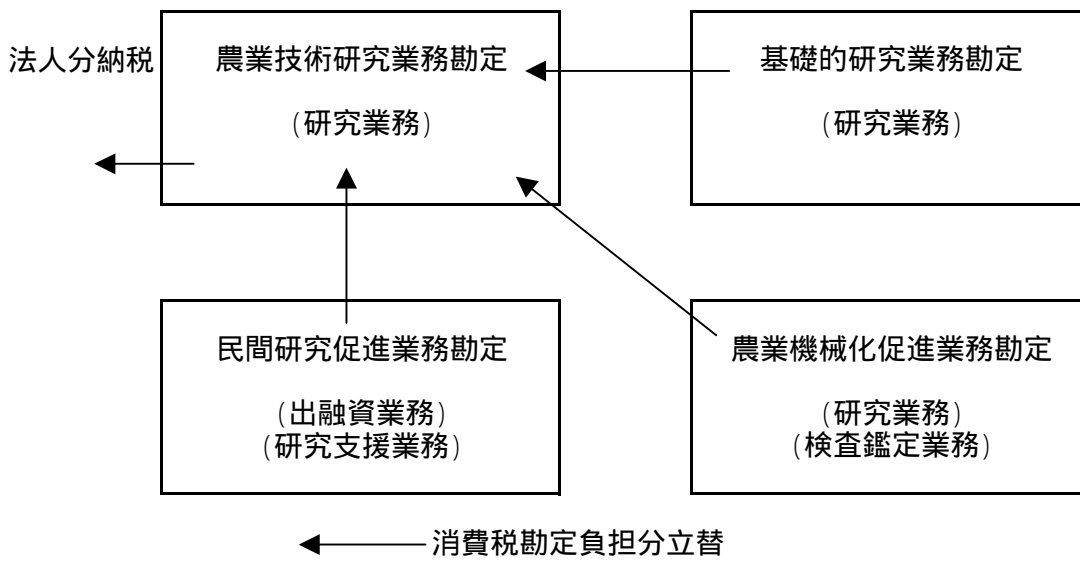 法人分納税
農業技術研究業務勘定
(研究業務)
基礎的研究業務勘定
(研究業務)
民間研究促進業務勘定
(出融資業務)
(研究支援業務)
農業機械化促進業務勘定
(研究業務)
(検査鑑定業務)
消費税勘定負担分立替